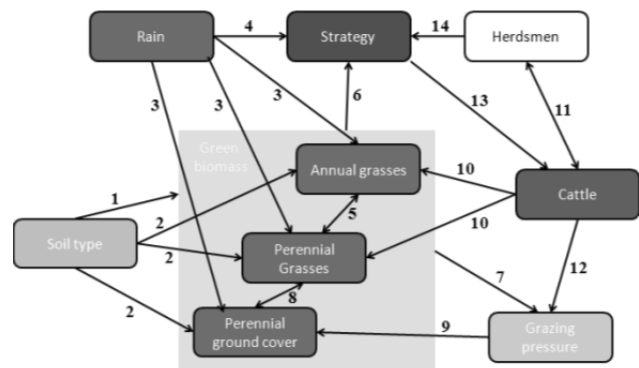 Rain
4
Strategy
14
Herdsmen
3
3
3
6
13
11
Green
biomass
Annual grasses
10
Cattle
1
2
5
10
Soil type
2
Perennial
Grasses
7
12
2
8
Perennial
ground cover
9
Grazing
pressure